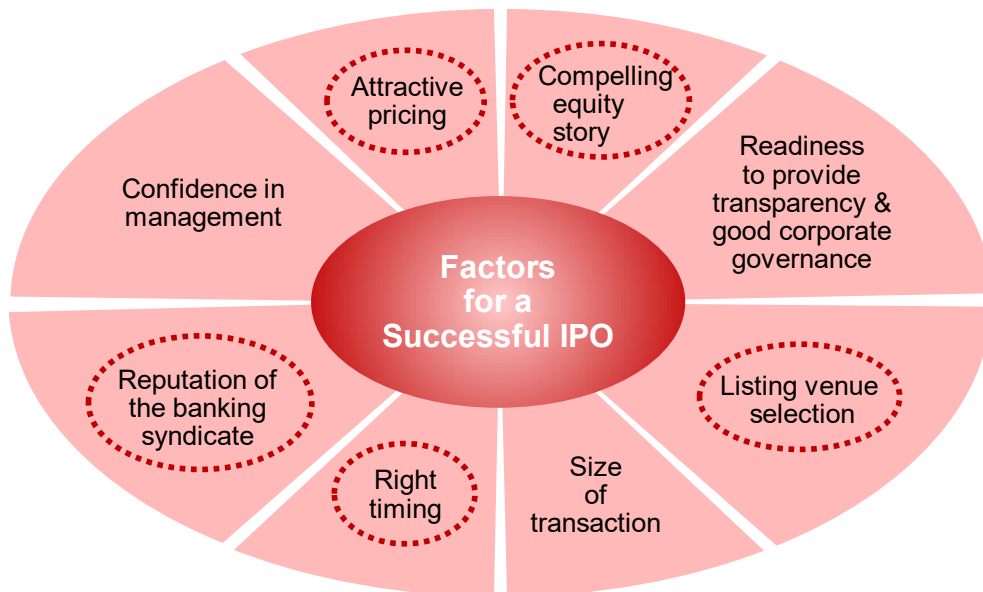 Attractive
pricing
Compelling
equity
story
Readiness
to provide
transparency &
good corporate
governance
Confidence in
management
Factors
for a
Successful IPO
Reputation of
the banking
syndicate
Listing venue
selection
Right
timing
Size
of
transaction